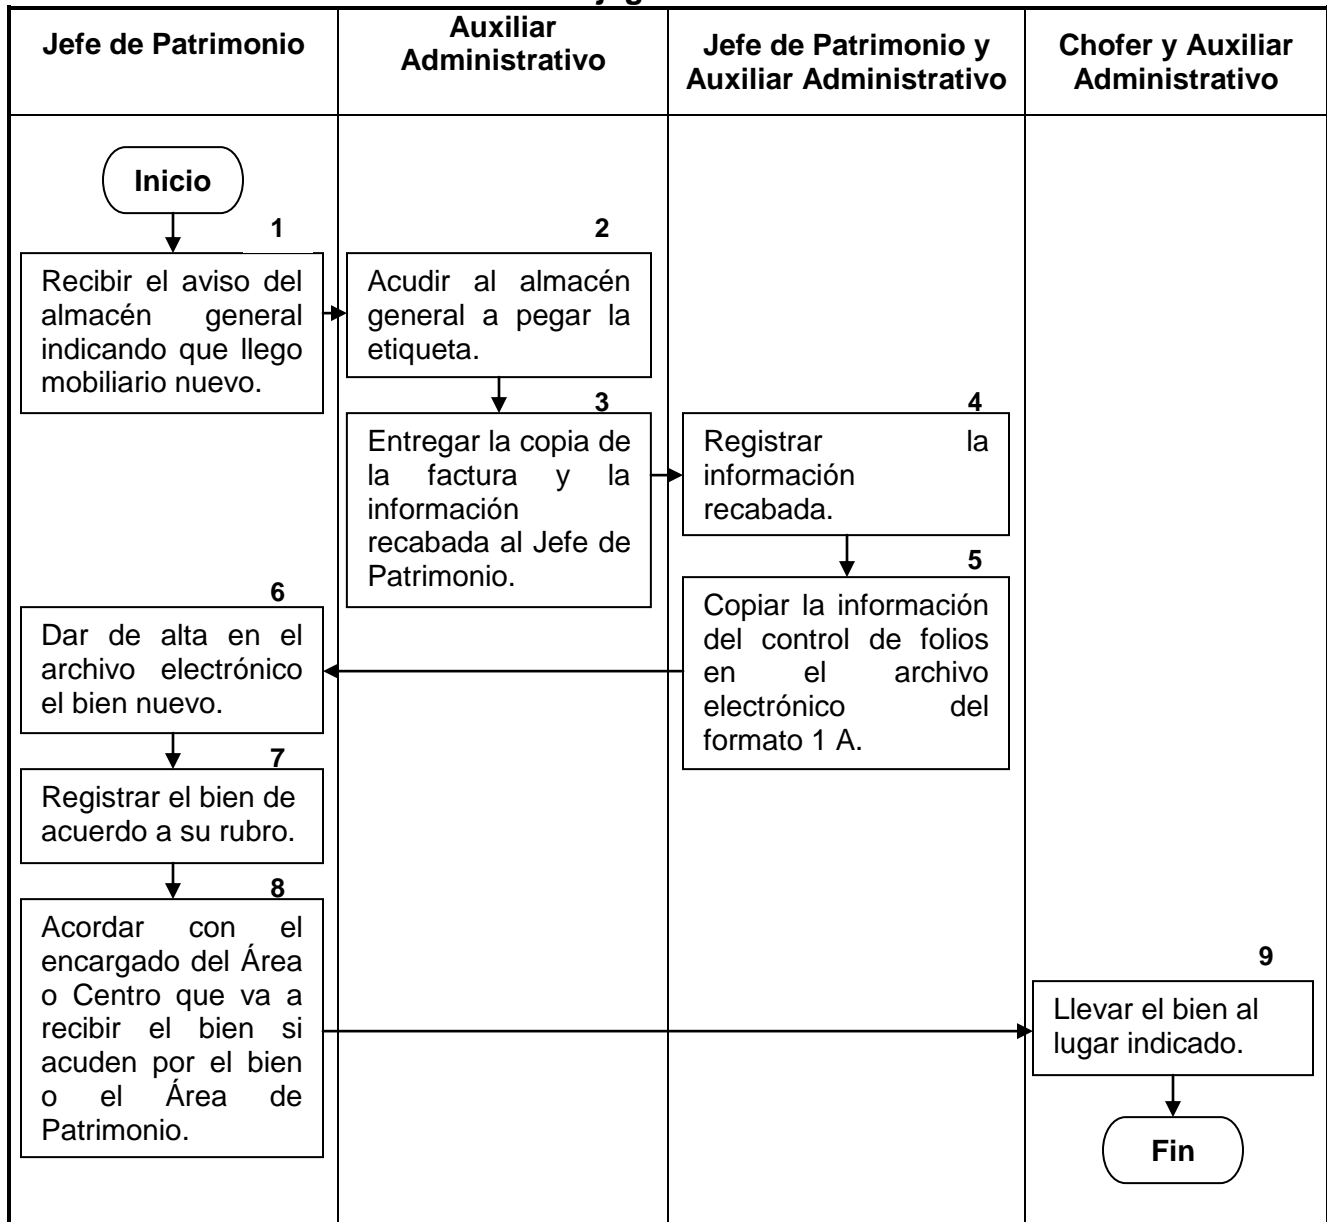 Jefe de Patrimonio
Auxiliar
Administrativo
Jefe de Patrimonio y
Auxiliar Administrativo
Chofer y Auxiliar
Administrativo
Inicio
1
Recibir el aviso del
almacén general
indicando que llego
mobiliario nuevo.
2
Acudir al almacén
general a pegar la
etiqueta.
3
Entregar la copia de
la factura y la
información
recabada al Jefe de
Patrimonio.
4
Registrar la
información
recabada.
5
Copiar la información
del control de folios
en el archivo
electrónico del
formato 1 A.
6
Dar de alta en el
archivo electrónico
el bien nuevo.
7
Registrar el bien de
acuerdo a su rubro.
8
Acordar con el
encargado del Área
o Centro que va a
recibir el bien si
acuden por el bien
o el Área de
Patrimonio.
9
Llevar el bien al
lugar indicado.
Fin